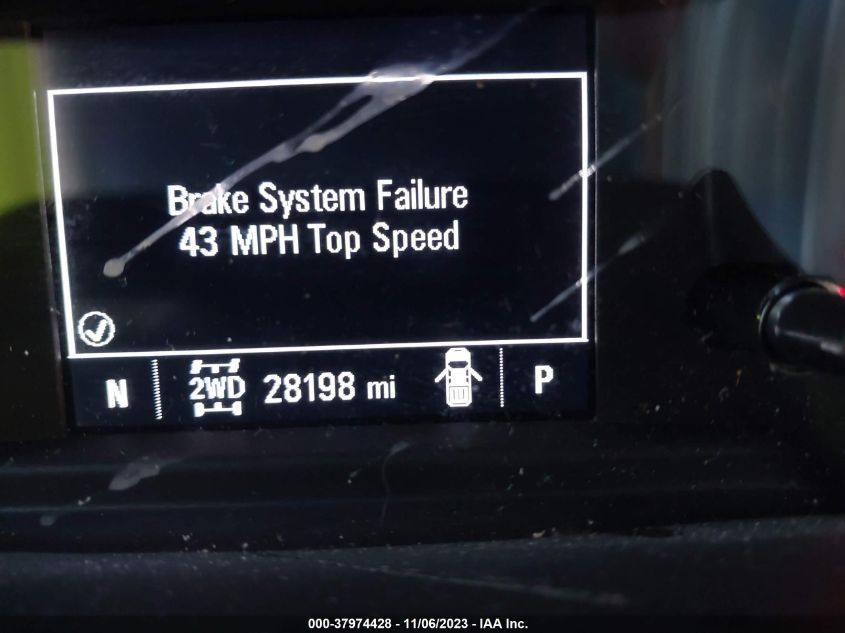 Brake System Failure
43 MPH Top Speed
N 2WD 28198 mi P
000-37974428 - 11/06/2023 - IAA Inc.